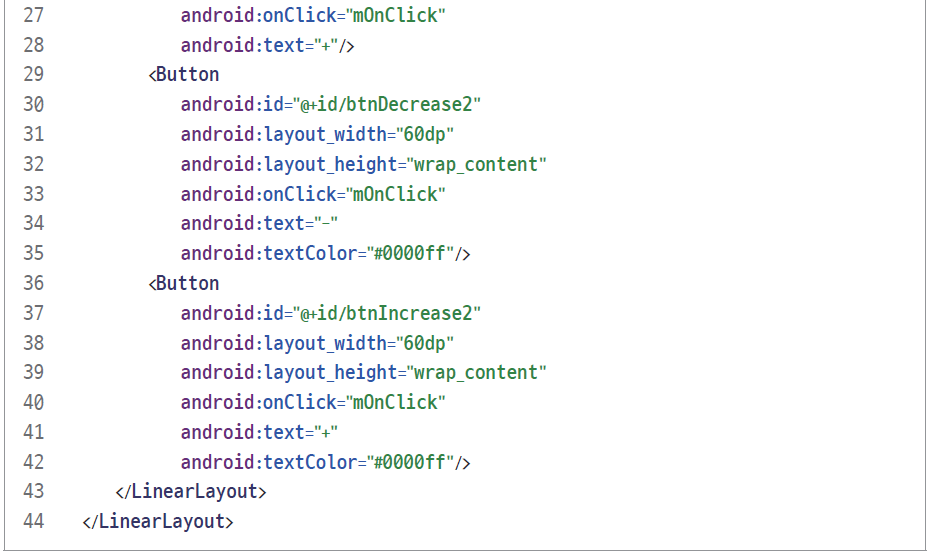 27 android:onClick="mOnClick"
28 android:text="+"/>
29 <Button
30 android:id="@+id/btnDecrease2"
31 android:layout_width="60dp"
32 android:layout_height="wrap_content"
33 android:onClick="mOnClick"
34 android:text="-"
35 android:textColor="#0000ff"/>
36 <Button
37 android:id="@+id/btnIncrease2"
38 android:layout_width="60dp"
39 android:layout_height="wrap_content"
40 android:onClick="mOnClick"
41 android:text="+"
42 android:textColor="#0000ff"/>
43 </LinearLayout>
44 </LinearLayout>